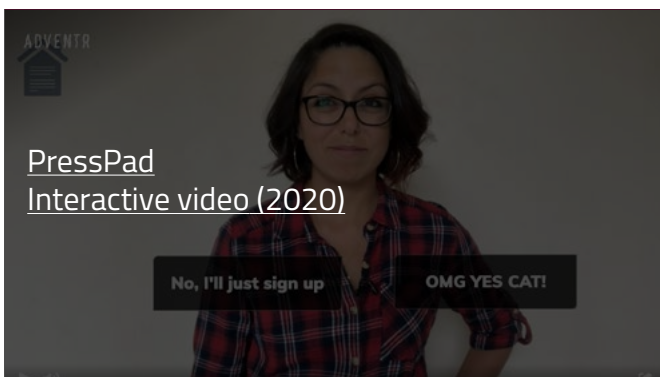 ADVENTR
PressPad
Interactive video (2020)
No, I'll just sign up
OMG YES CAT!